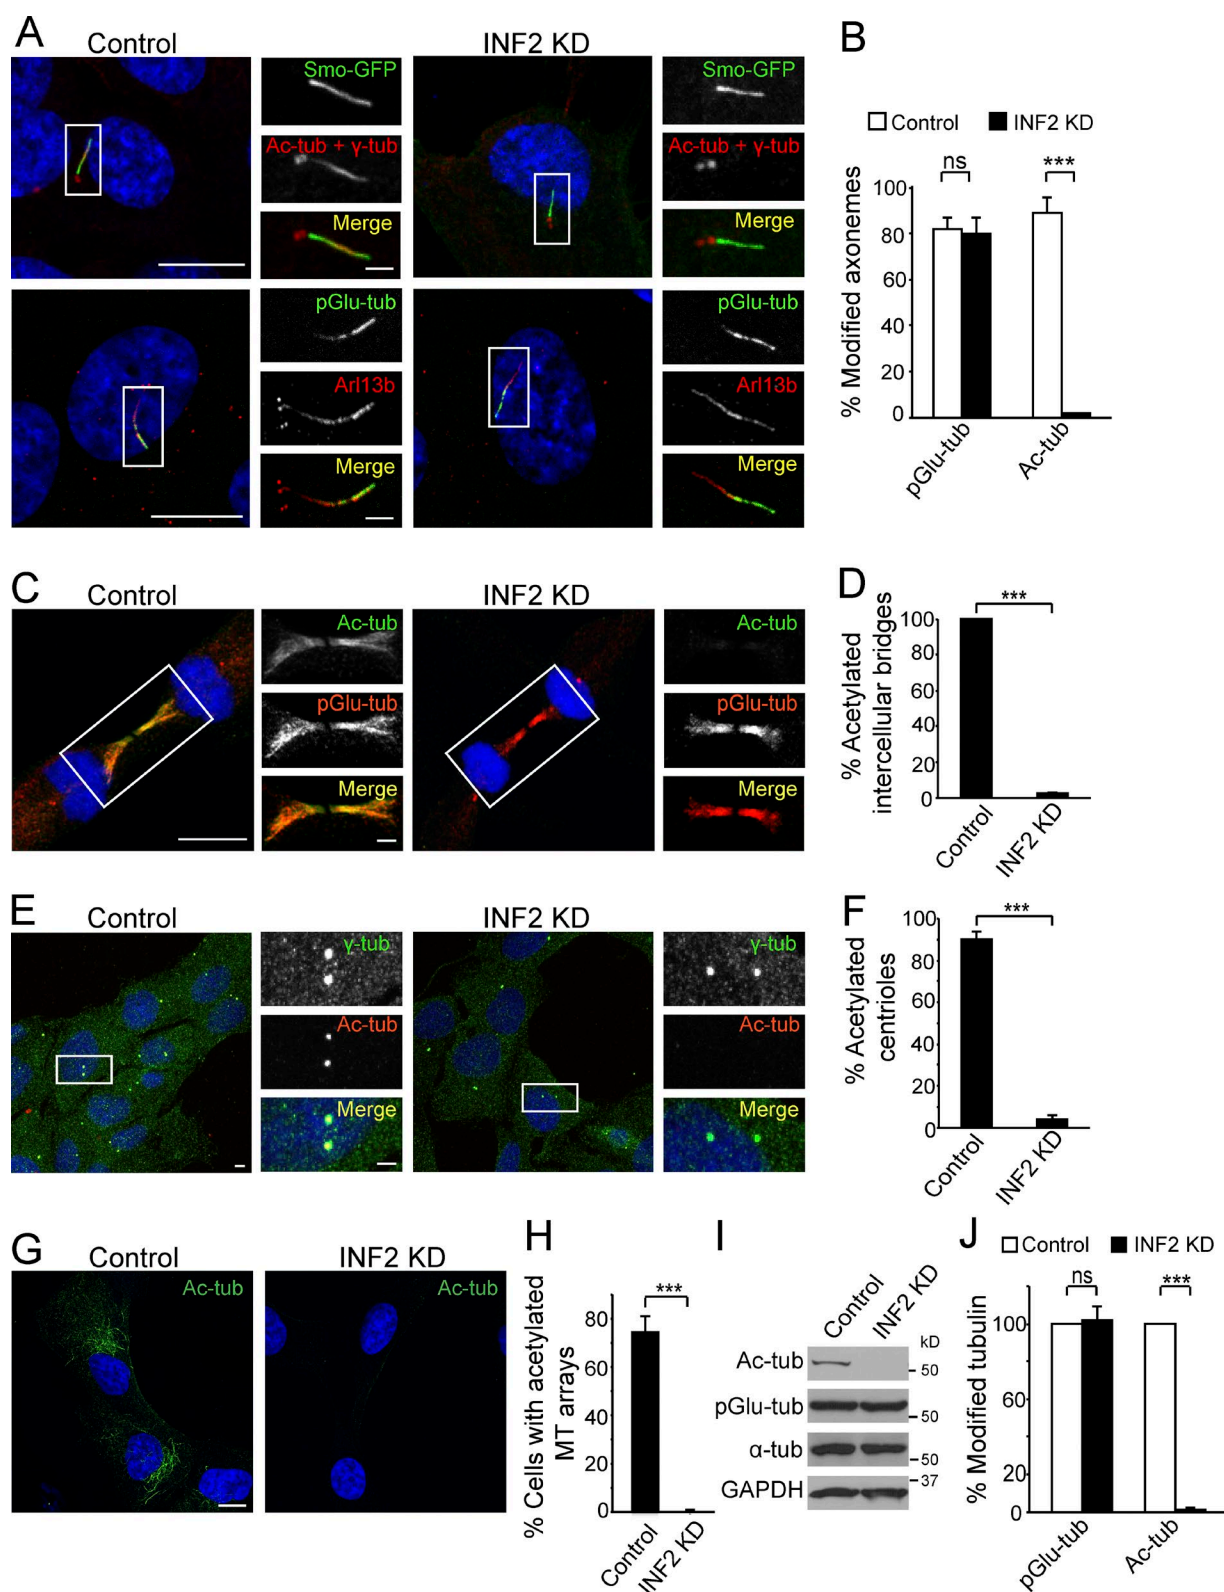 A
Control
INF2 KD
Smo-GFP
Ac-tub + γ-tub
Merge
Smo-GFP
Ac-tub + γ-tub
Merge
pGlu-tub
Arl13b
Merge
pGlu-tub
Arl13b
Merge
B
Control INF2 KD
ns
***
% Modified axonemes
100
80
60
40
20
0
pGlu-tub
Ac-tub
C
Control
INF2 KD
Ac-tub
pGlu-tub
Merge
Ac-tub
pGlu-tub
Merge
D
***
% Acetylated
intercellular bridges
100
80
60
40
20
0
Control
INF2 KD
E
Control
INF2 KD
γ-tub
Ac-tub
Merge
γ-tub
Ac-tub
Merge
F
***
% Acetylated
centrioles
100
80
60
40
20
0
Control
INF2 KD
G
Control
INF2 KD
Ac-tub
Ac-tub
H
***
% Cells with acetylated
MT arrays
80
60
40
20
0
Control
INF2 KD
I
Control
INF2 KD
kD
Ac-tub
50
pGlu-tub
50
α-tub
50
37
GAPDH
J
Control INF2 KD
ns
***
% Modified tubulin
100
80
60
40
20
0
pGlu-tub
Ac-tub